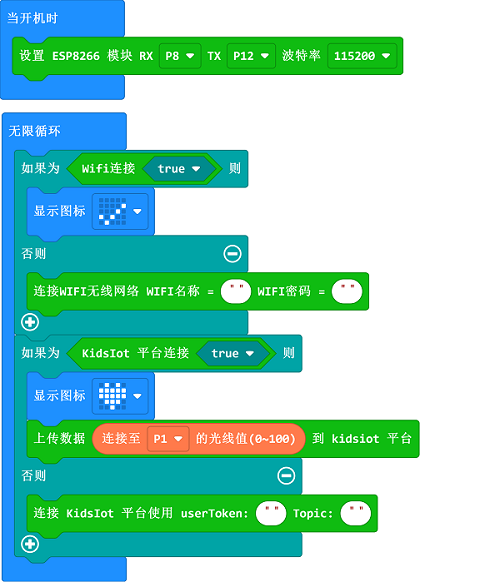 当开机时
设置 ESP8266 模块 RX P8 TX P12 波特率 115200
无限循环
如果为 Wifi连接 true 则
显示图标
否则
连接WIFI无线网络 WIFI名称 = "" WIFI密码 = ""
如果为 KidsIot 平台连接 true 则
显示图标
上传数据 连接至 P1 的光线值(0~100) 到 kidsiot 平台
否则
连接 KidsIot 平台使用 userToken: "" Topic: ""